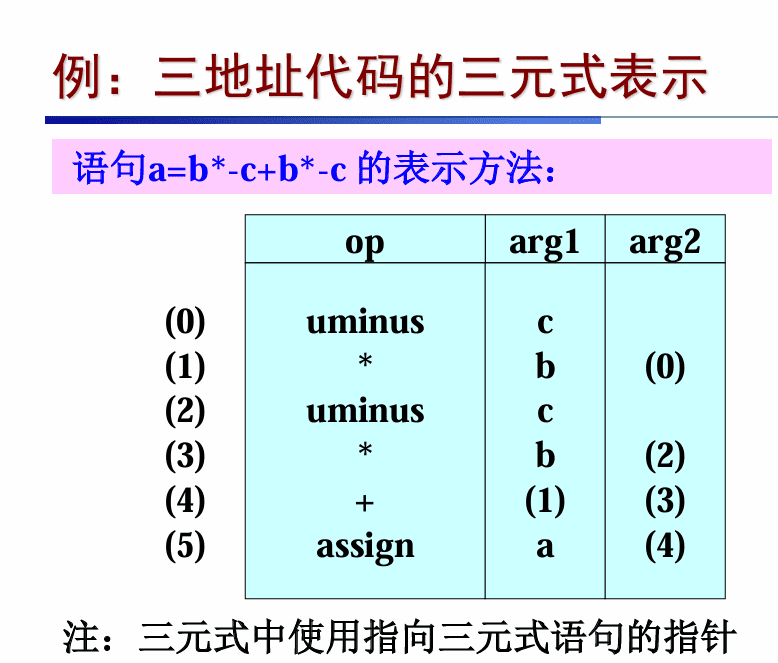 例：三地址代码的三元式表示
语句a=b*-c+b*-c 的表示方法：
op arg1 arg2
(0) uminus c
(1) * b (0)
(2) uminus c
(3) * b (2)
(4) + (1) (3)
(5) assign a (4)
注：三元式中使用指向三元式语句的指针